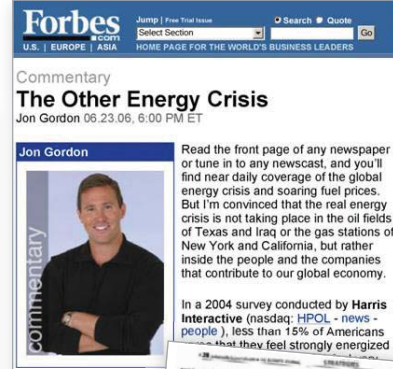 Forbes
.com
U.S. | EUROPE | ASIA
Jump | Free Trial Issue
Search Quote
Select Section
Go
HOME PAGE FOR THE WORLD'S BUSINESS LEADERS
Commentary
The Other Energy Crisis
Jon Gordon 06.23.06, 6:00 PM ET
Jon Gordon
commentary
Read the front page of any newspaper
or tune in to any newscast, and you'll
find near daily coverage of the global
energy crisis and soaring fuel prices.
But I'm convinced that the real energy
crisis is not taking place in the oil fields
of Texas and Iraq or the gas stations of
New York and California, but rather
inside the people and the companies
that contribute to our global economy.
In a 2004 survey conducted by Harris
Interactive (nasdaq: HPOL - news -
people ), less than 15% of Americans
that they feel strongly energized
STRATEGIES